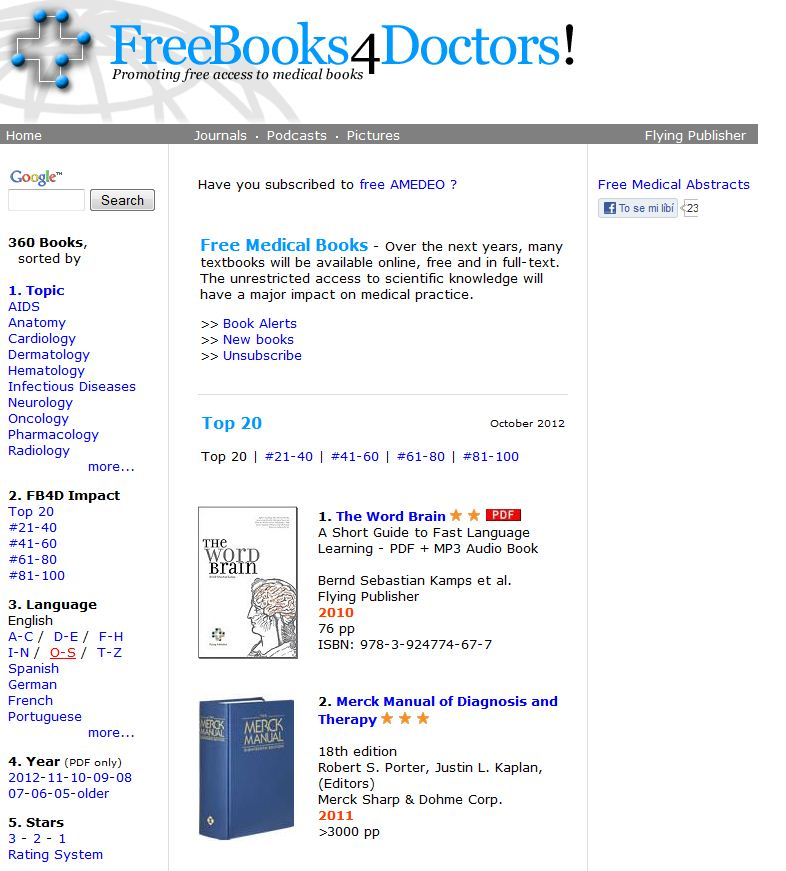 FreeBooks4Doctors!
Promoting free access to medical books
Home
Journals · Podcasts · Pictures
Flying Publisher
Google™
Search
360 Books,
sorted by
1. Topic
AIDS
Anatomy
Cardiology
Dermatology
Hematology
Infectious Diseases
Neurology
Oncology
Pharmacology
Radiology
more...
2. FB4D Impact
Top 20
#21-40
#41-60
#61-80
#81-100
3. Language
English
A-C / D-E / F-H
I-N / O-S / T-Z
Spanish
German
French
Portuguese
more...
4. Year (PDF only)
2012-11-10-09-08
07-06-05-older
5. Stars
3 - 2 - 1
Rating System
Have you subscribed to free AMEDEO ?
Free Medical Books - Over the next years, many
textbooks will be available online, free and in full-text.
The unrestricted access to scientific knowledge will
have a major impact on medical practice.
>> Book Alerts
>> New books
>> Unsubscribe
Top 20
October 2012
Top 20 | #21-40 | #41-60 | #61-80 | #81-100
THE
WORD
BRAIN
1. The Word Brain PDF
A Short Guide to Fast Language
Learning - PDF + MP3 Audio Book
Bernd Sebastian Kamps et al.
Flying Publisher
2010
76 pp
ISBN: 978-3-924774-67-7
MERCK
MANUAL
THE
MERCK
MANUAL
2. Merck Manual of Diagnosis and
Therapy
18th edition
Robert S. Porter, Justin L. Kaplan,
(Editors)
Merck Sharp & Dohme Corp.
2011
>3000 pp
Free Medical Abstracts
To se mi líbí
23